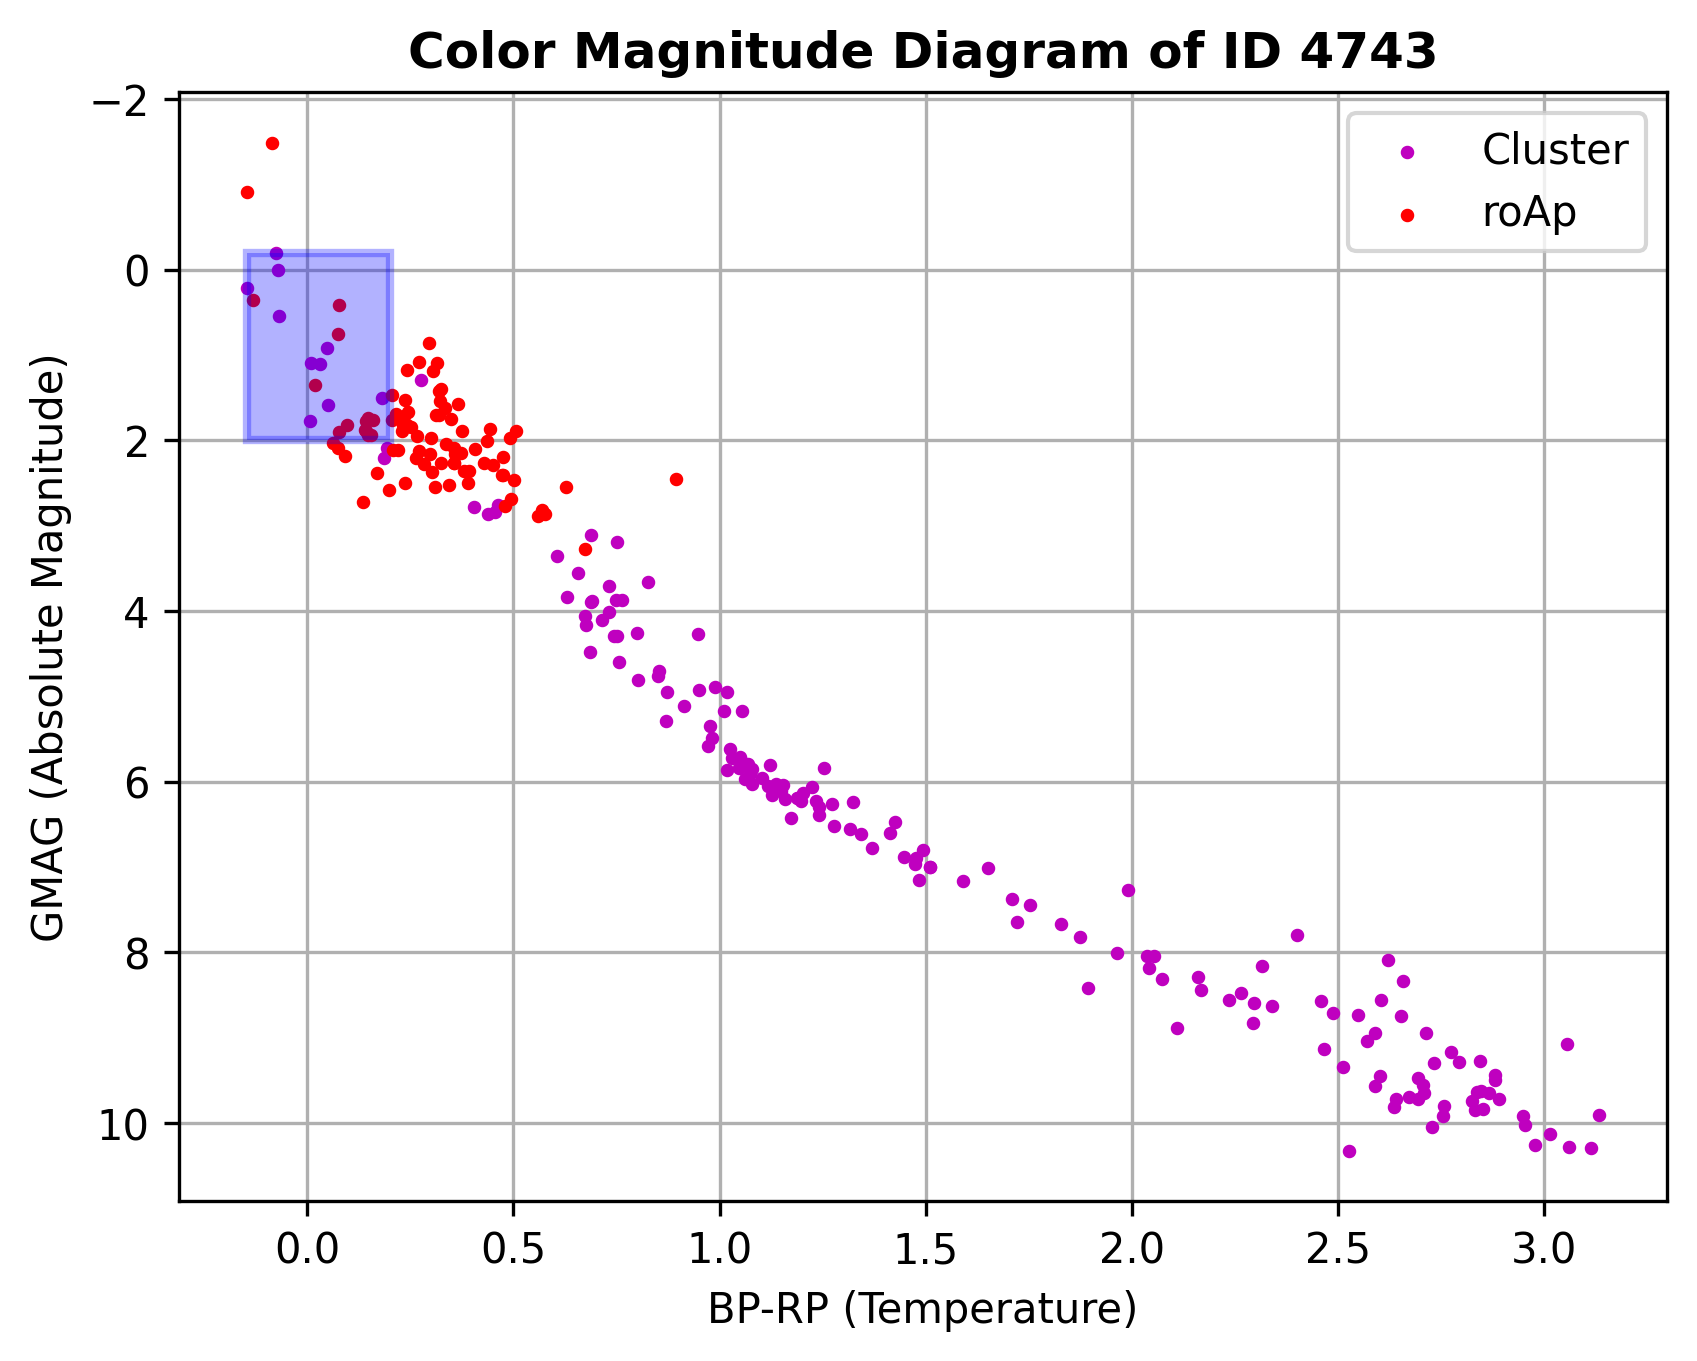 Color Magnitude Diagram of ID 4743
Cluster
roAp
GMAG (Absolute Magnitude)
−2
0
2
4
6
8
10
0.0 0.5 1.0 1.5 2.0 2.5 3.0
BP-RP (Temperature)